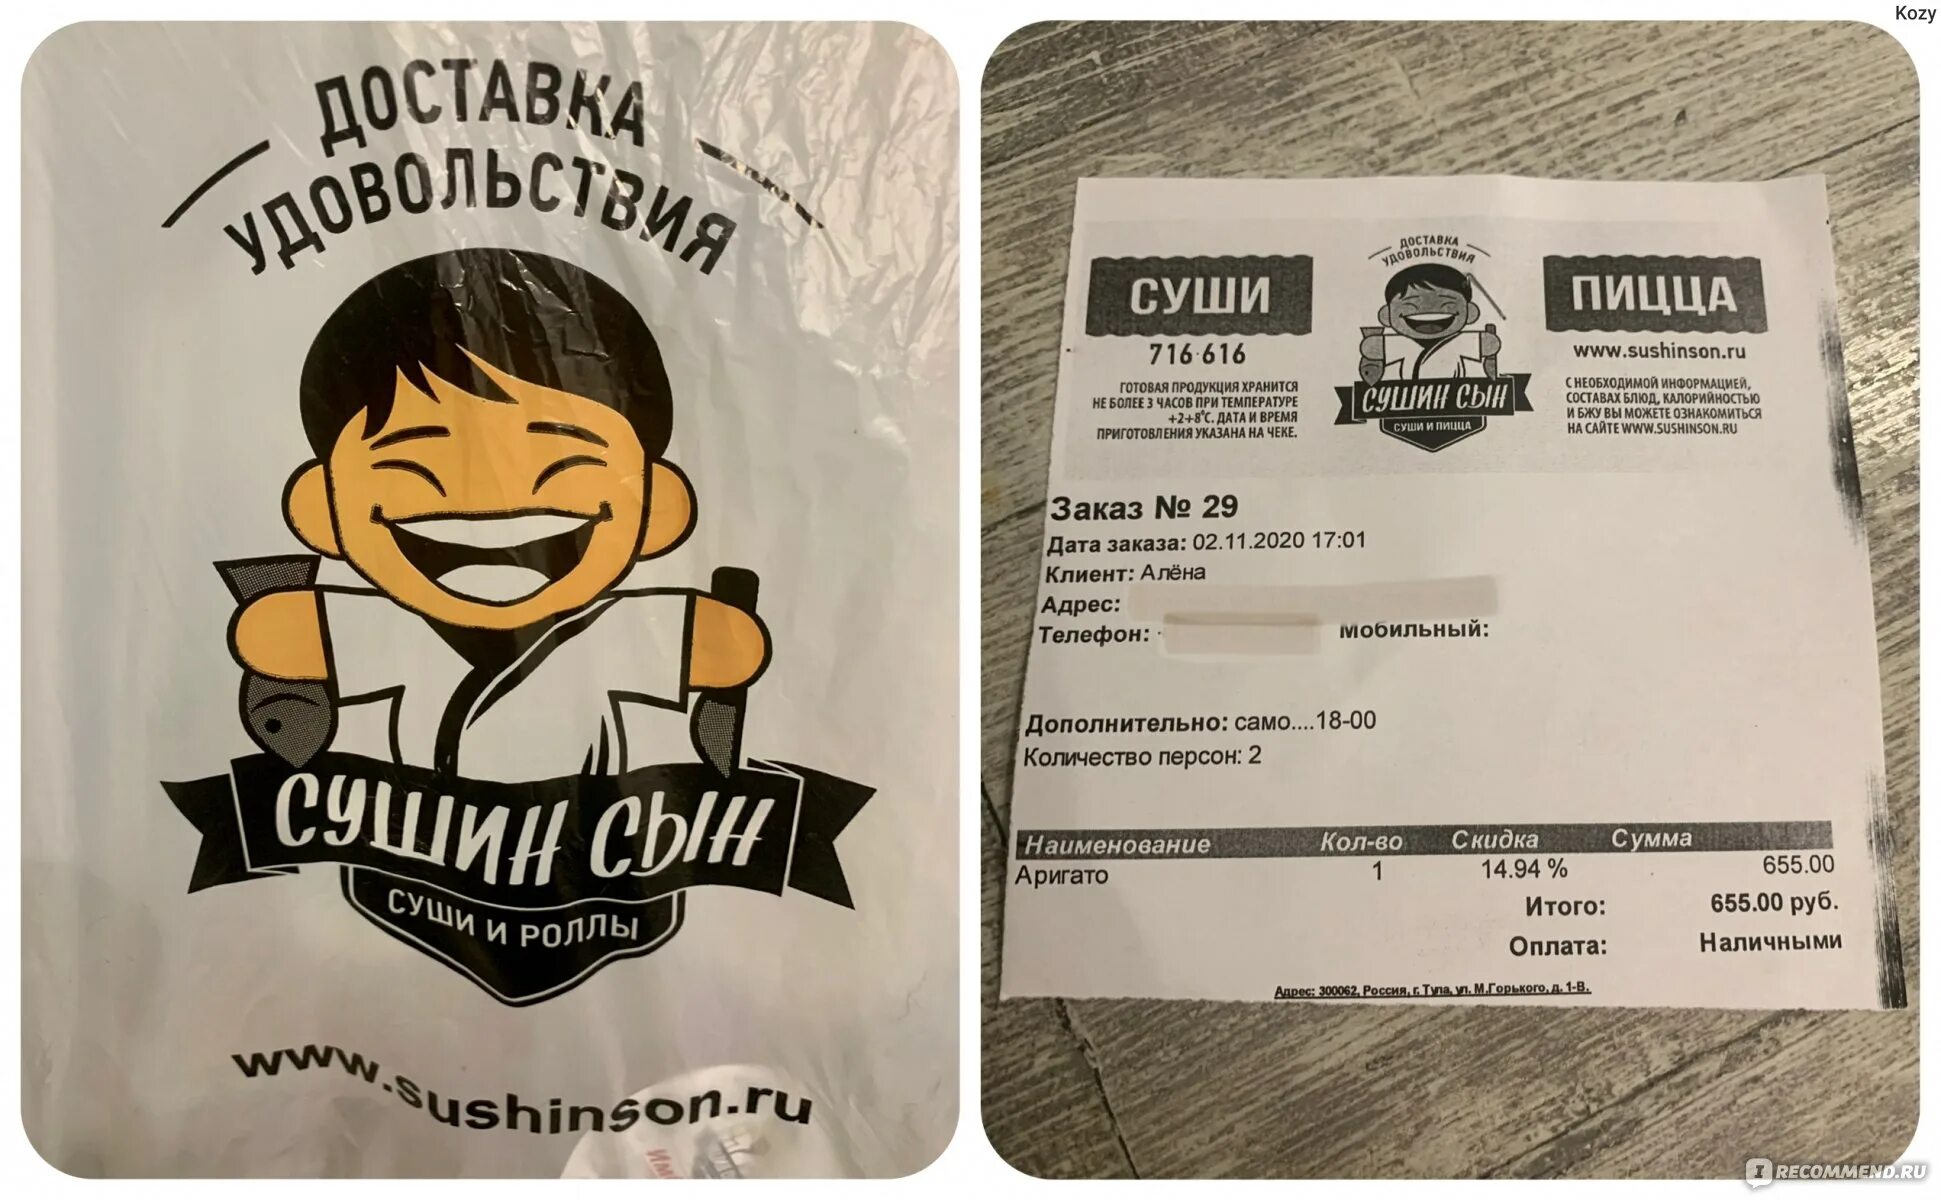 Kozy
ДОСТАВКА
УДОВОЛЬСТВИЯ
СУШИН СЫН
СУШИ И РОЛЛЫ
www.sushinson.ru
ДОСТАВКА
УДОВОЛЬСТВИЯ
СУШИ
716·616
ГОТОВАЯ ПРОДУКЦИЯ ХРАНИТСЯ
НЕ БОЛЕЕ 3 ЧАСОВ ПРИ ТЕМПЕРАТУРЕ
+2+8°С. ДАТА И ВРЕМЯ
ПРИГОТОВЛЕНИЯ УКАЗАНА НА ЧЕКЕ.
СУШИН СЫН
СУШИ И ПИЦЦА
ПИЦЦА
www.sushinson.ru
С НЕОБХОДИМОЙ ИНФОРМАЦИЕЙ,
СОСТАВАХ БЛЮД, КАЛОРИЙНОСТЬЮ
И БЖУ ВЫ МОЖЕТЕ ОЗНАКОМИТЬСЯ
НА САЙТЕ WWW.SUSHINSON.RU
Заказ № 29
Дата заказа: 02.11.2020 17:01
Клиент: Алёна
Адрес:
Телефон: Мобильный:
Дополнительно: само....18-00
Количество персон: 2
Наименование Кол-во Скидка Сумма
Аригато 1 14.94 % 655.00
Итого: 655.00 руб.
Оплата: Наличными
Адрес: 300062, Россия, г. Тула, ул. М.Горького, д. 1-В.
IRECOMMEND.RU